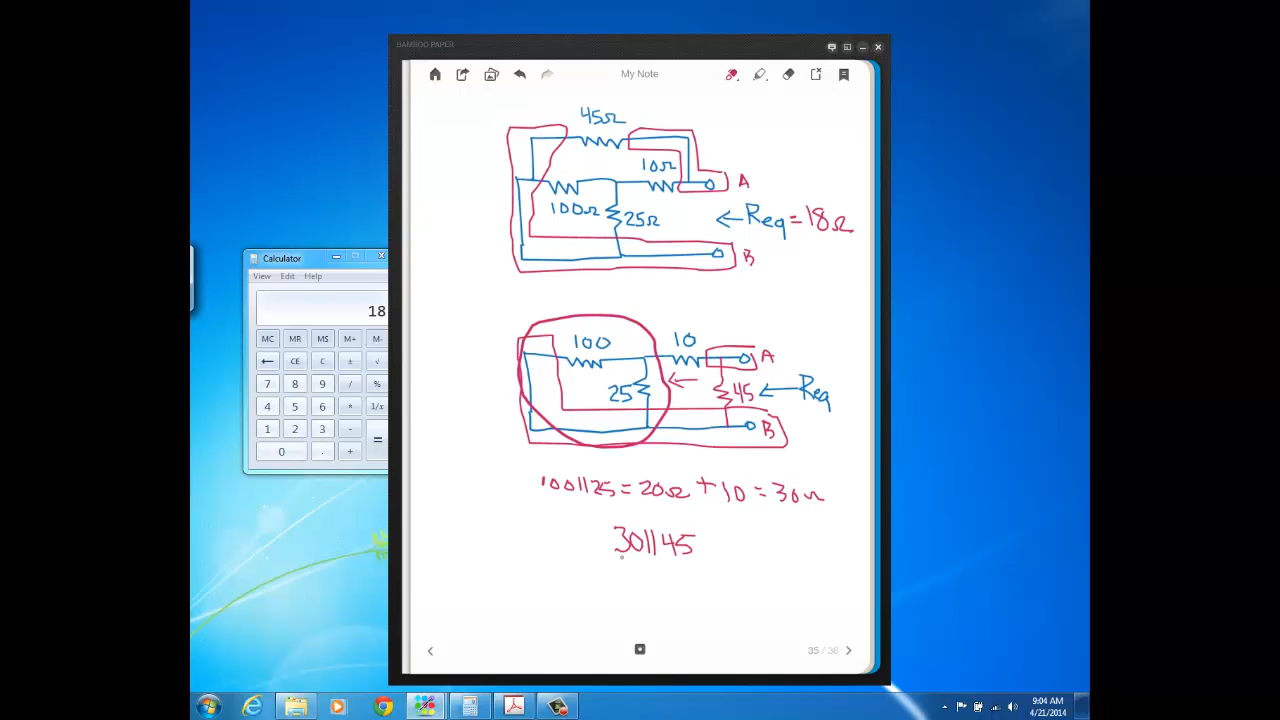 BAMBOO PAPER
My Note
45Ω
10Ω
A
100Ω
25Ω
← Req = 18Ω
B
Calculator
View Edit Help
18
MC MR MS M+ M-
← CE C ± √
7 8 9 / %
4 5 6 * 1/x
1 2 3 - =
0 . +
100
10
A
25
←
45
← Req
B
100||25 = 20Ω + 10 = 30Ω
30||45
35 / 36
9:04 AM
4/21/2014